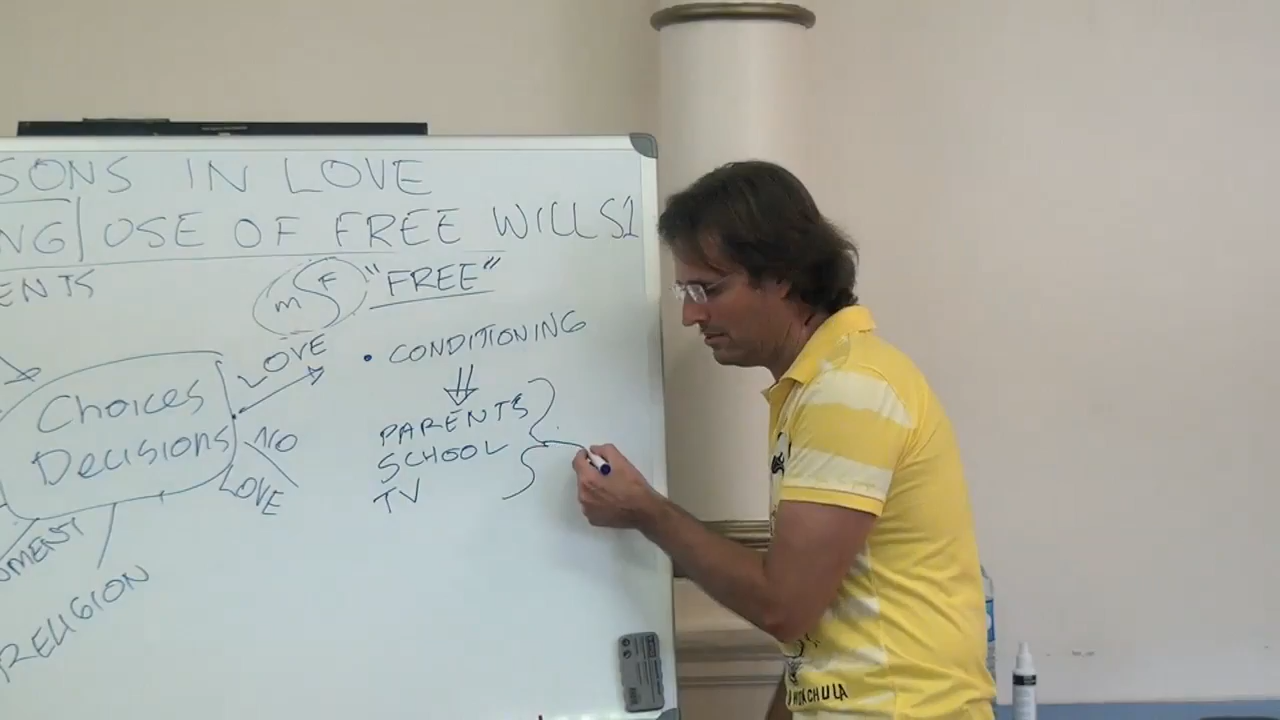 SONS IN LOVE
NG| USE OF FREE WILLS1
ENTS
m F "FREE"
LOVE
• CONDITIONING
Choices
Decisions
NO
LOVE
PARENTS
SCHOOL
TV
OMENT
RELIGION